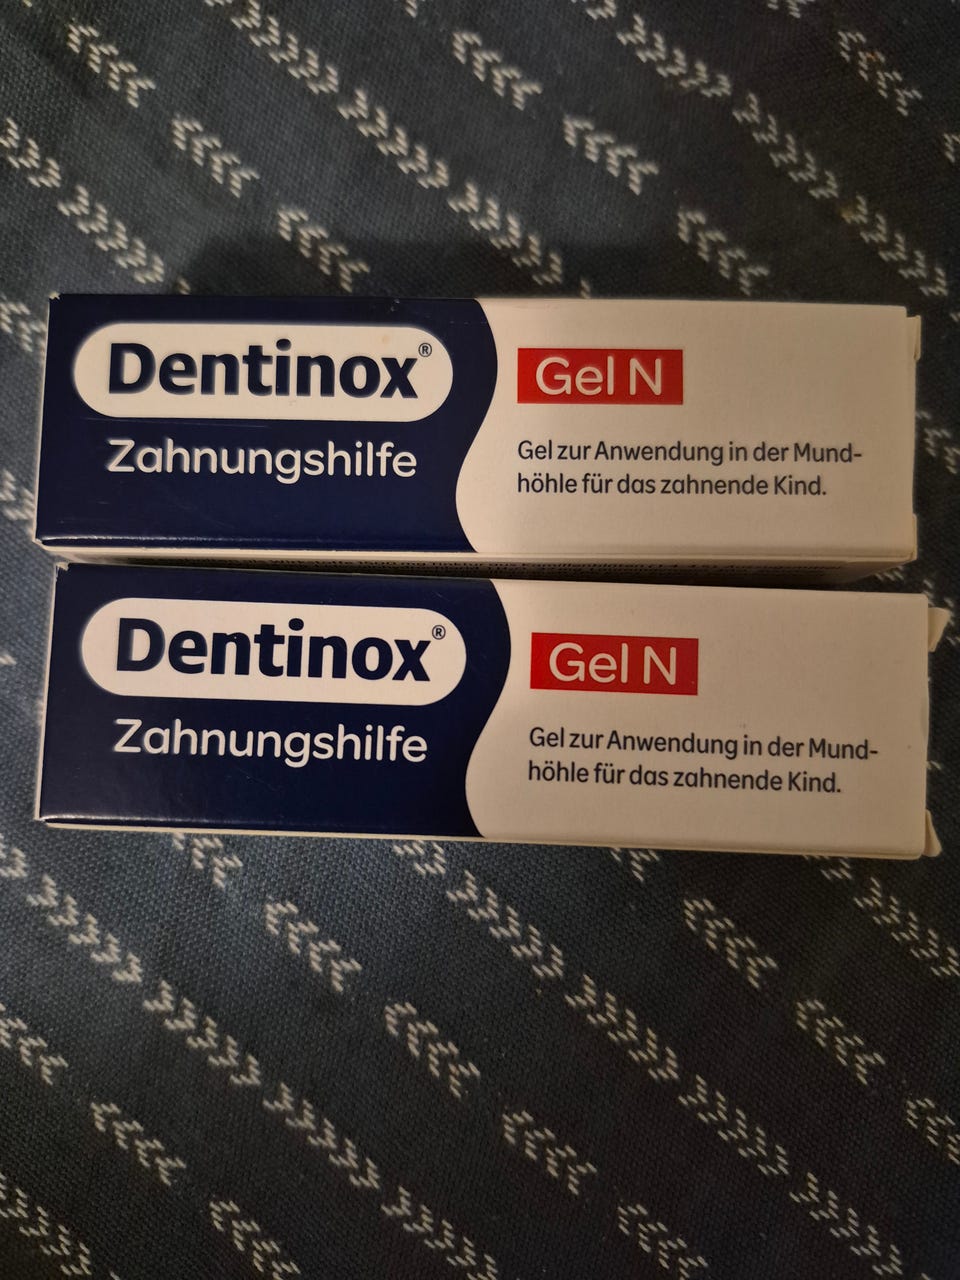 Dentinox®
Zahnungshilfe
Gel N
Gel zur Anwendung in der Mund-
höhle für das zahnende Kind.
Dentinox®
Zahnungshilfe
Gel N
Gel zur Anwendung in der Mund-
höhle für das zahnende Kind.